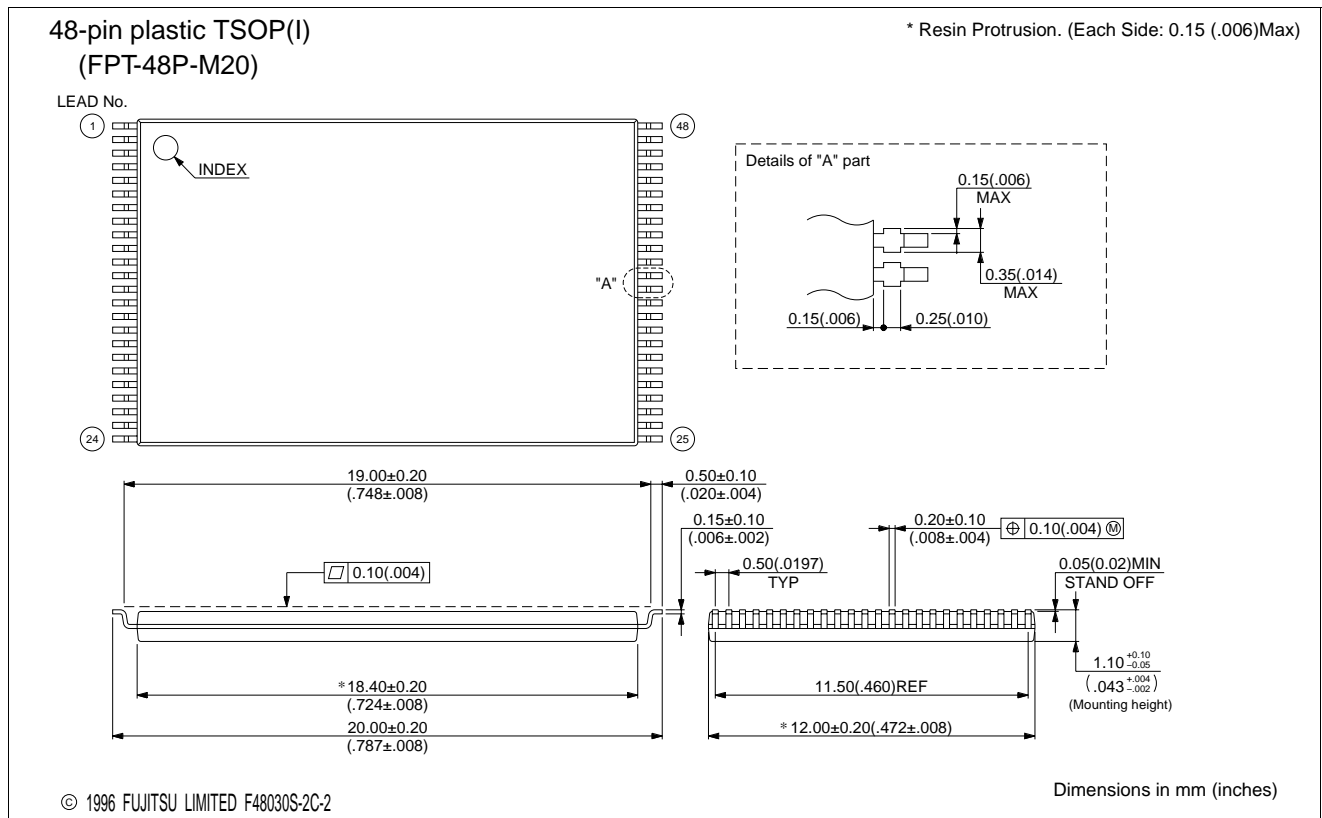 48-pin plastic TSOP(I)
(FPT-48P-M20)
* Resin Protrusion. (Each Side: 0.15 (.006)Max)
LEAD No.
1
48
INDEX
"A"
24
25
Details of "A" part
0.15(.006)
MAX
0.35(.014)
MAX
0.15(.006)
0.25(.010)
19.00±0.20
(.748±.008)
0.50±0.10
(.020±.004)
0.15±0.10
(.006±.002)
0.10(.004)
*18.40±0.20
(.724±.008)
20.00±0.20
(.787±.008)
0.20±0.10
(.008±.004)
⌖ 0.10(.004) Ⓜ
0.50(.0197)
TYP
0.05(0.02)MIN
STAND OFF
11.50(.460)REF
*12.00±0.20(.472±.008)
1.10 +0.10 –0.05
(.043 +.004 –.002)
(Mounting height)
© 1996 FUJITSU LIMITED F48030S-2C-2
Dimensions in mm (inches)